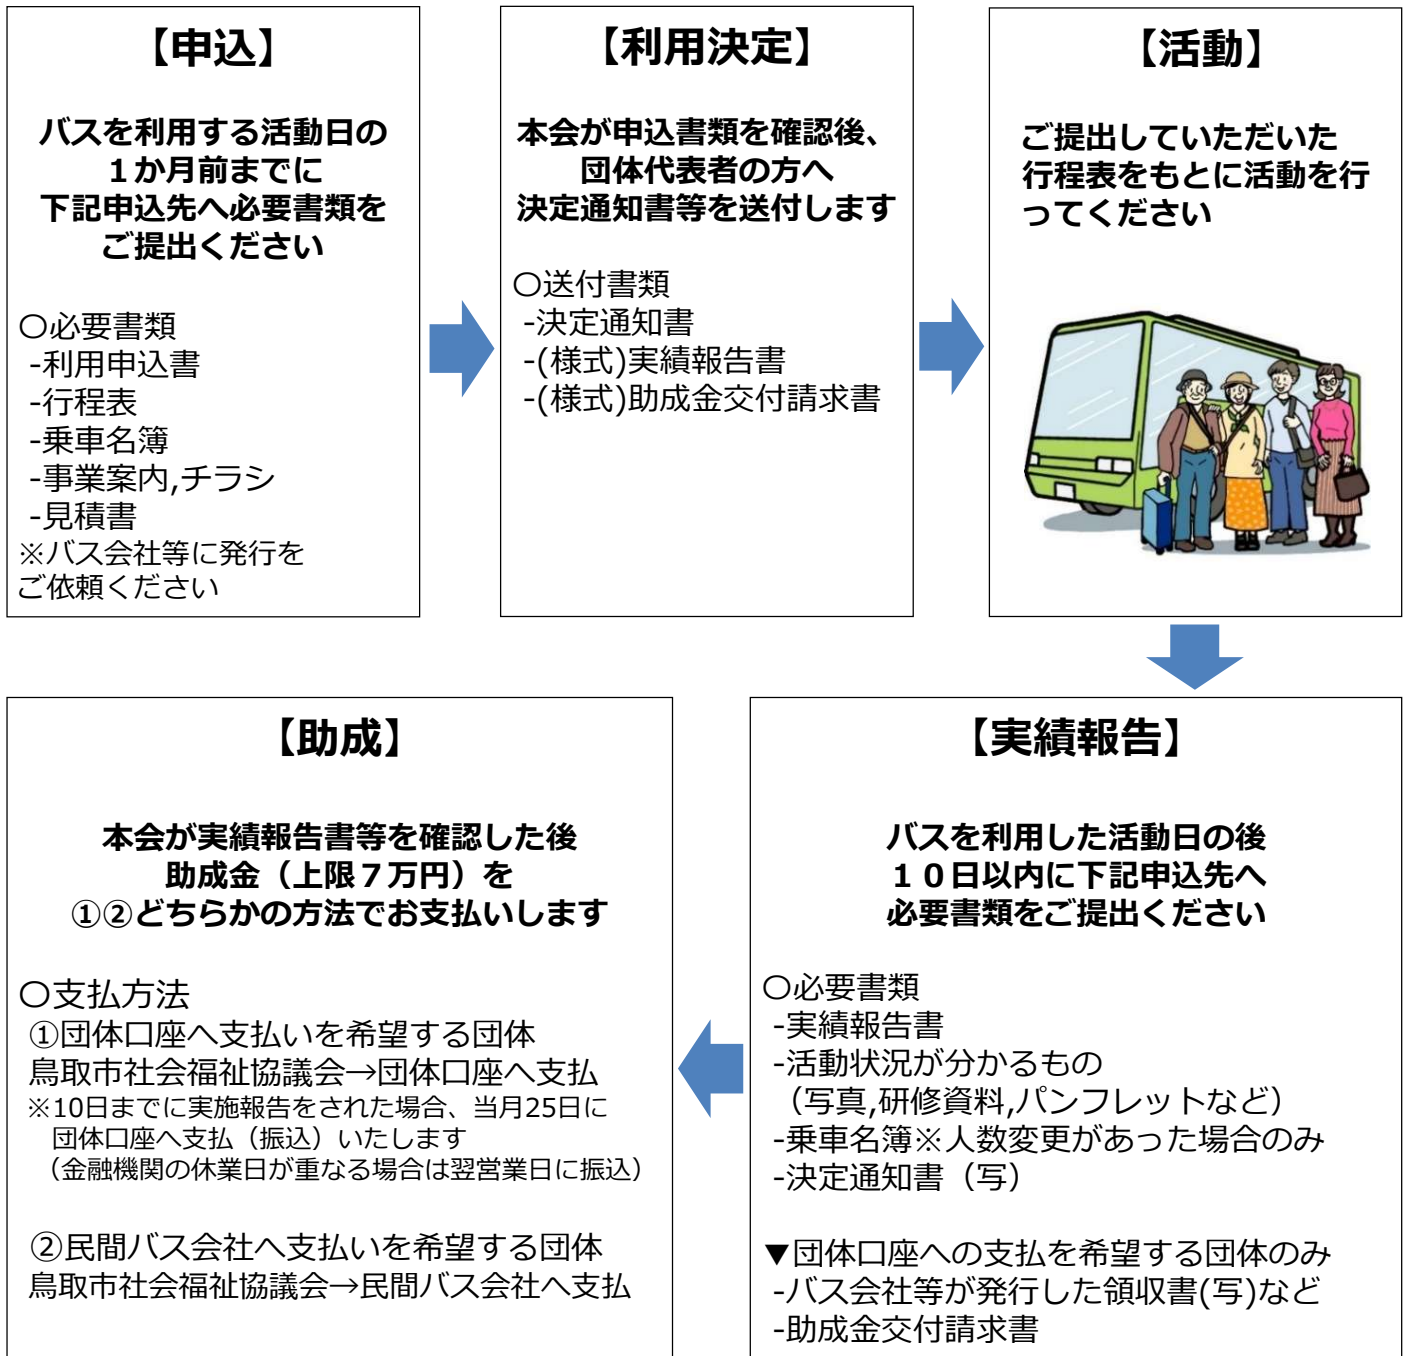 【申込】
バスを利用する活動日の
１か月前までに
下記申込先へ必要書類を
ご提出ください
〇必要書類
-利用申込書
-行程表
-乗車名簿
-事業案内,チラシ
-見積書
※バス会社等に発行を
ご依頼ください
【利用決定】
本会が申込書類を確認後、
団体代表者の方へ
決定通知書等を送付します
〇送付書類
-決定通知書
-(様式)実績報告書
-(様式)助成金交付請求書
【活動】
ご提出していただいた
行程表をもとに活動を行
ってください
【実績報告】
バスを利用した活動日の後
１０日以内に下記申込先へ
必要書類をご提出ください
〇必要書類
-実績報告書
-活動状況が分かるもの
（写真,研修資料,パンフレットなど）
-乗車名簿※人数変更があった場合のみ
-決定通知書（写）
▼団体口座への支払を希望する団体のみ
-バス会社等が発行した領収書(写)など
-助成金交付請求書
【助成】
本会が実績報告書等を確認した後
助成金（上限７万円）を
①②どちらかの方法でお支払いします
〇支払方法
①団体口座へ支払いを希望する団体
鳥取市社会福祉協議会→団体口座へ支払
※10日までに実施報告をされた場合、当月25日に
団体口座へ支払（振込）いたします
（金融機関の休業日が重なる場合は翌営業日に振込）
②民間バス会社へ支払いを希望する団体
鳥取市社会福祉協議会→民間バス会社へ支払